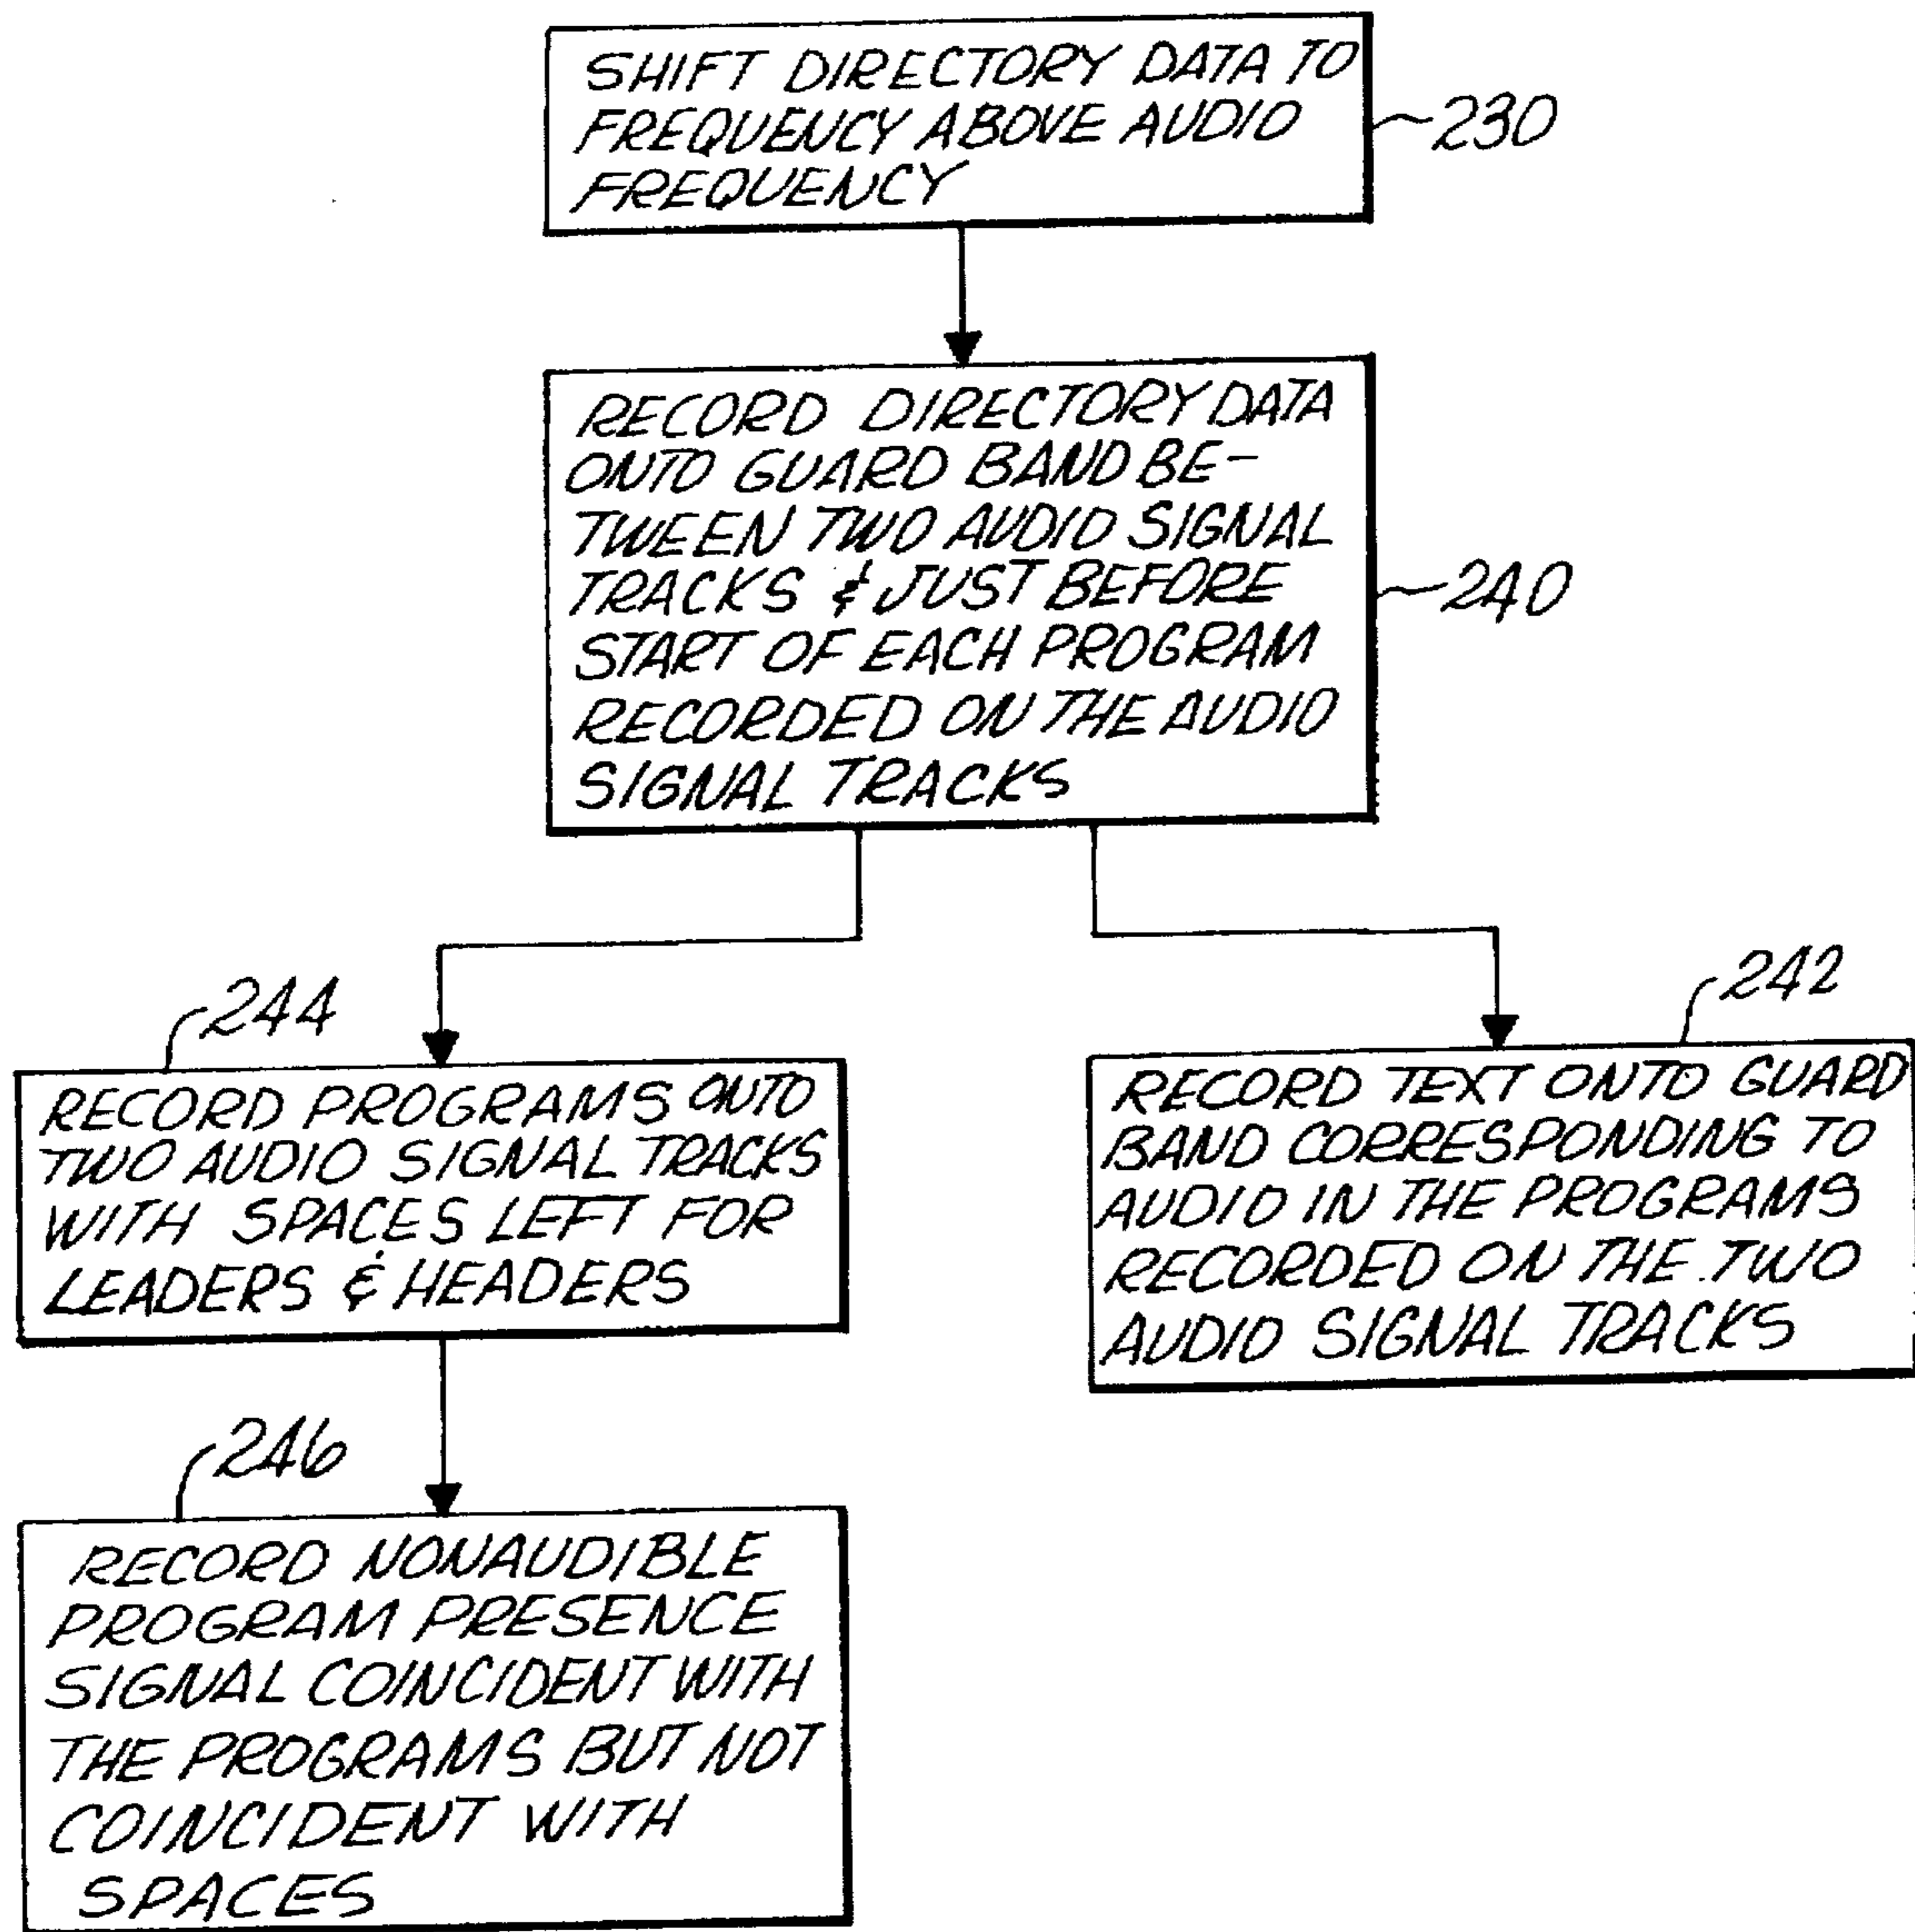 SHIFT DIRECTORY DATA TO
FREQUENCY ABOVE AUDIO
FREQUENCY
230
RECORD DIRECTORY DATA
ONTO GUARD BAND BE-
TWEEN TWO AUDIO SIGNAL
TRACKS & JUST BEFORE
START OF EACH PROGRAM
RECORDED ON THE AUDIO
SIGNAL TRACKS
240
244
RECORD PROGRAMS ONTO
TWO AUDIO SIGNAL TRACKS
WITH SPACES LEFT FOR
LEADERS & HEADERS
242
RECORD TEXT ONTO GUARD
BAND CORRESPONDING TO
AUDIO IN THE PROGRAMS
RECORDED ON THE TWO
AUDIO SIGNAL TRACKS
246
RECORD NONAUDIBLE
PROGRAM PRESENCE
SIGNAL COINCIDENT WITH
THE PROGRAMS BUT NOT
COINCIDENT WITH
SPACES